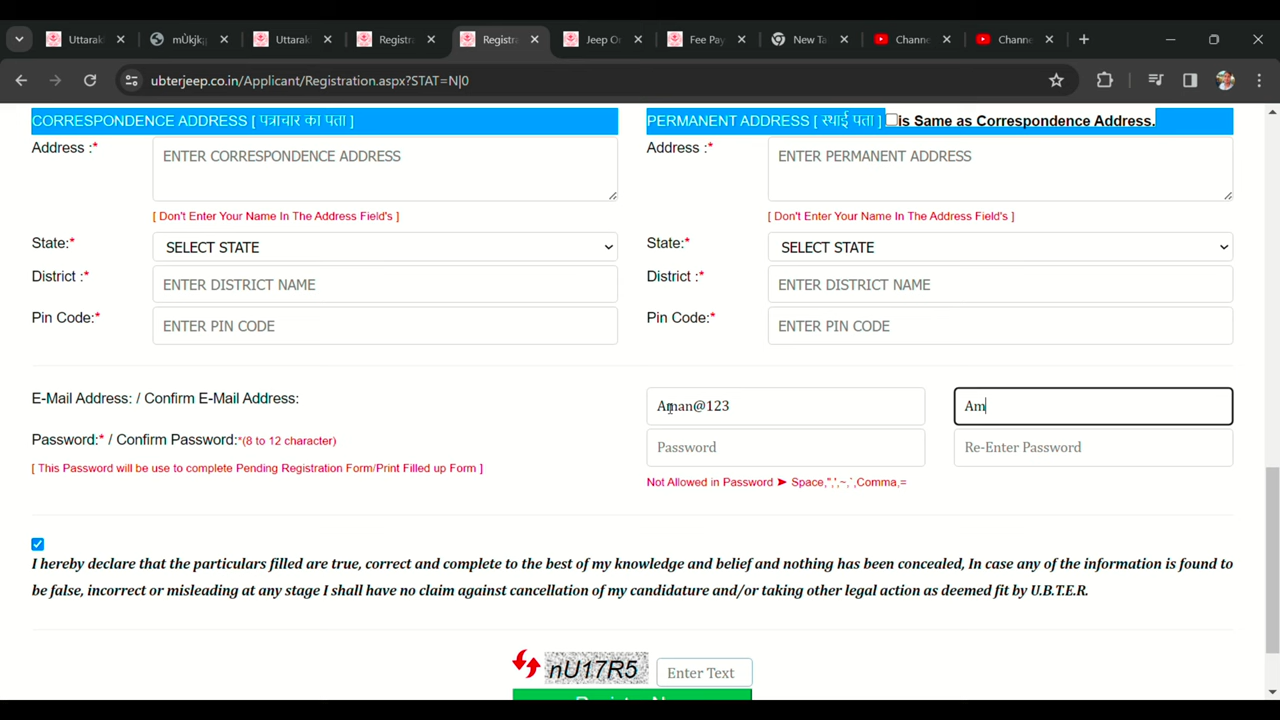 Uttarak
mÙkjk
Uttarak
Registra
Registra
Jeep O
Fee Pay
New Ta
Channe
Channe
ubterjeep.co.in/Applicant/Registration.aspx?STAT=N|0
CORRESPONDENCE ADDRESS [ पत्राचार का पता ]
PERMANENT ADDRESS [ स्थाई पता ] is Same as Correspondence Address.
Address :*
ENTER CORRESPONDENCE ADDRESS
Address :*
ENTER PERMANENT ADDRESS
[ Don't Enter Your Name In The Address Field's ]
[ Don't Enter Your Name In The Address Field's ]
State:*
SELECT STATE
State:*
SELECT STATE
District :*
ENTER DISTRICT NAME
District :*
ENTER DISTRICT NAME
Pin Code:*
ENTER PIN CODE
Pin Code:*
ENTER PIN CODE
E-Mail Address: / Confirm E-Mail Address:
Aman@123
Am
Password:* / Confirm Password:*(8 to 12 character)
Password
Re-Enter Password
[ This Password will be use to complete Pending Registration Form/Print Filled up Form ]
Not Allowed in Password ➤ Space,",',~,`,Comma,=
I hereby declare that the particulars filled are true, correct and complete to the best of my knowledge and belief and nothing has been concealed, In case any of the information is found to
be false, incorrect or misleading at any stage I shall have no claim against cancellation of my candidature and/or taking other legal action as deemed fit by U.B.T.E.R.
nU17R5
Enter Text